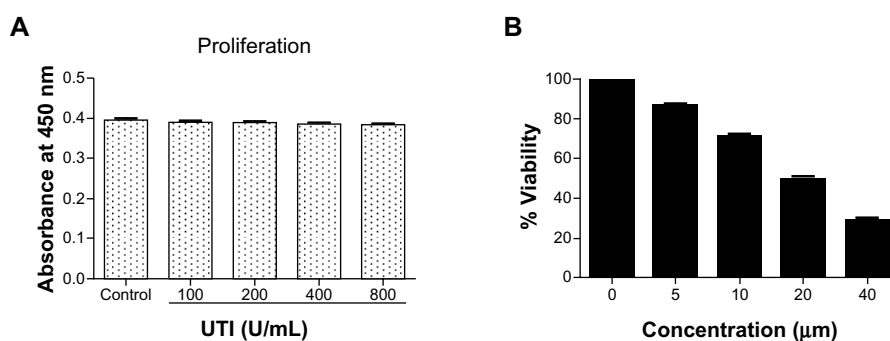 A
Proliferation
Absorbance at 450 nm
0.5
0.4
0.3
0.2
0.1
0.0
Control 100 200 400 800
UTI (U/mL)
B
% Viability
100
80
60
40
20
0
0 5 10 20 40
Concentration (μm)